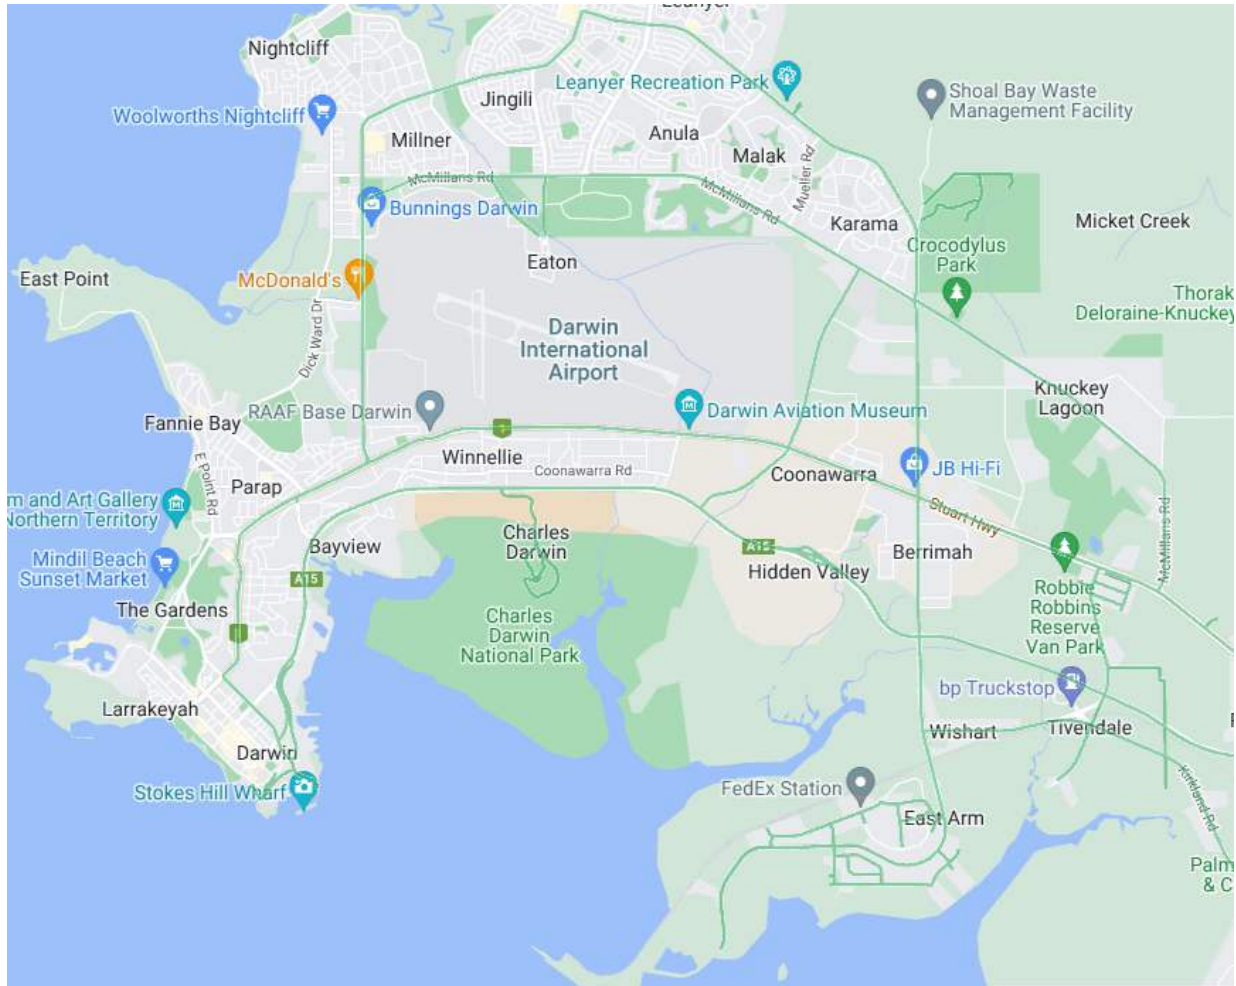 Leanyer
Nightcliff
Leanyer Recreation Park
Shoal Bay Waste
Management Facility
Jingili
Woolworths Nightcliff
Anula
Millner
Malak
Mueller Rd
McMillans Rd
McMillans Rd
Bunnings Darwin
Karama
Micket Creek
Crocodylus
Park
Eaton
East Point
McDonald's
Thorak
Deloraine-Knuckey
Darwin
International
Airport
Dick Ward Dr
Knuckey
Lagoon
RAAF Base Darwin
Darwin Aviation Museum
Fannie Bay
Winnellie
Coonawarra Rd
Coonawarra
JB Hi-Fi
E Point Rd
Parap
m and Art Gallery
Northern Territory
Stuart Hwy
Charles
Darwin
Bayview
A15
Berrimah
McMillans Rd
Mindil Beach
Sunset Market
A15
Hidden Valley
Robbie
Robbins
Reserve
Van Park
The Gardens
Charles
Darwin
National Park
bp Truckstop
Larrakeyah
Wishart
Tivendale
Darwin
Stokes Hill Wharf
FedEx Station
East Arm
Kirkland Rd
Palm
& C